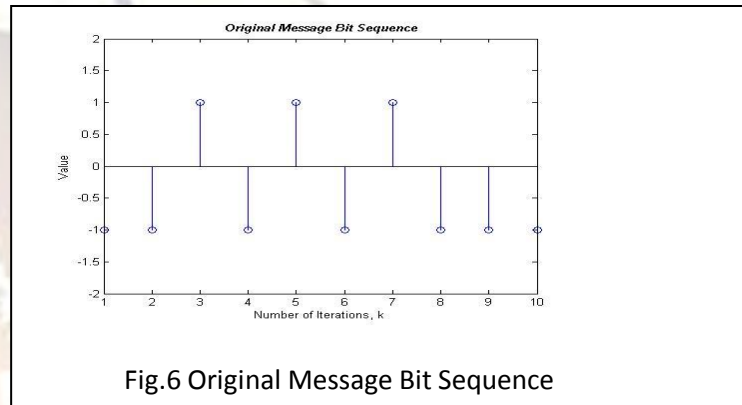 Original Message Bit Sequence
2
1.5
1
0.5
0
-0.5
-1
-1.5
-2
Value
1 2 3 4 5 6 7 8 9 10
Number of Iterations, k
Fig.6 Original Message Bit Sequence